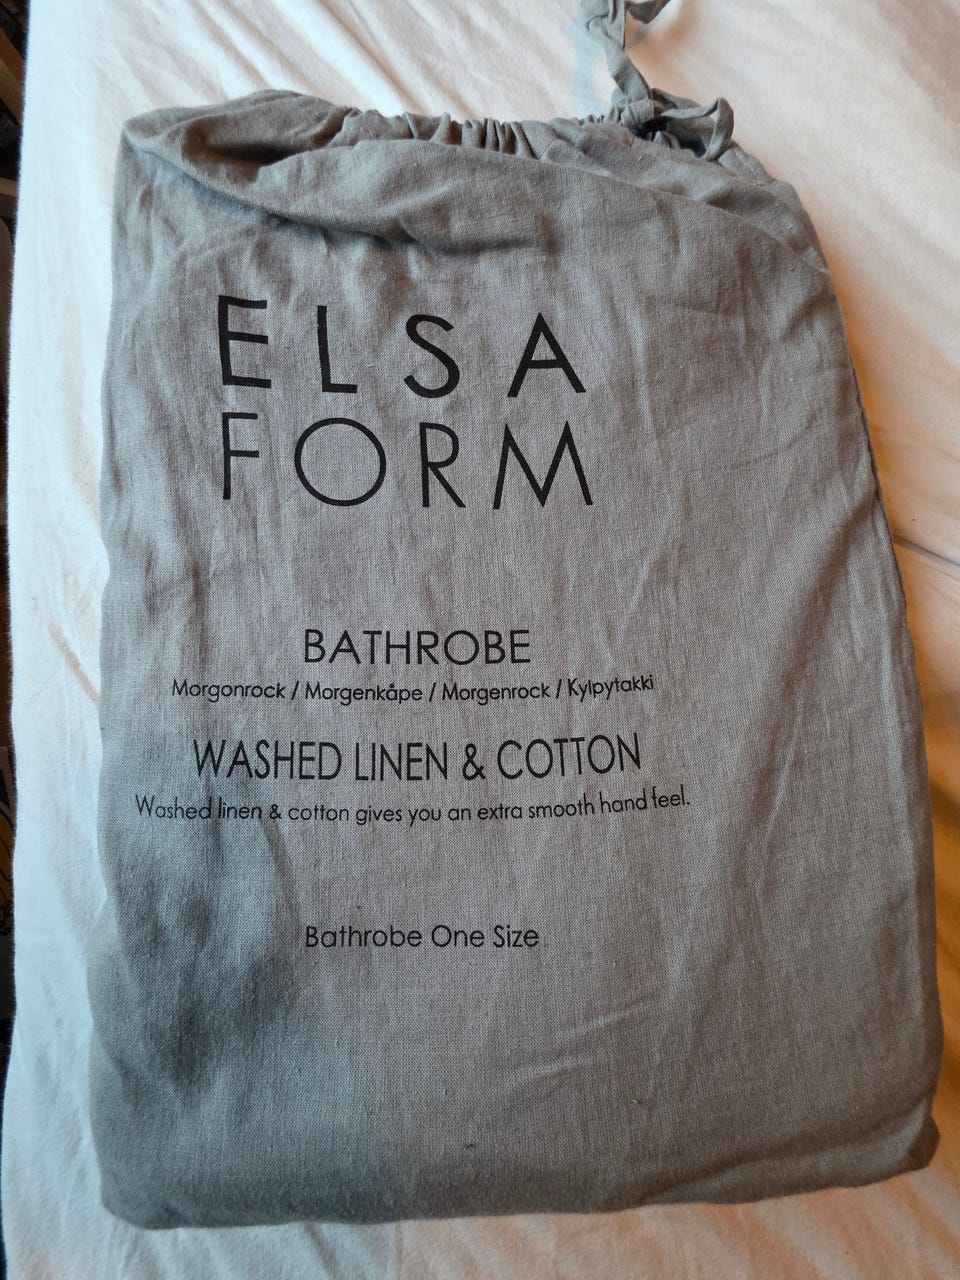 ELSA
FORM
BATHROBE
Morgonrock / Morgenkåpe / Morgenrock / Kylpytakki
WASHED LINEN & COTTON
Washed linen & cotton gives you an extra smooth hand feel.
Bathrobe One Size